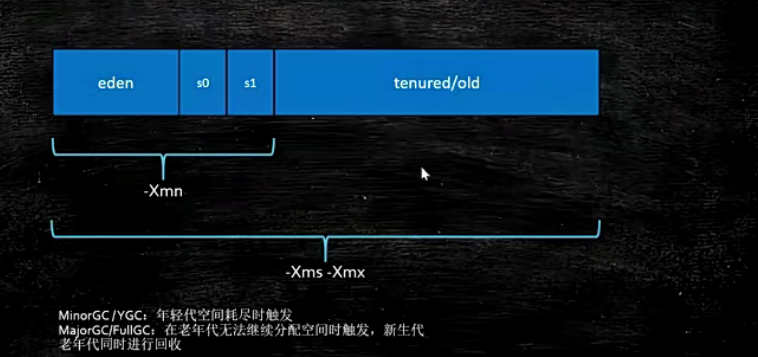 eden s0 s1 tenured/old
-Xmn
-Xms -Xmx
MinorGC/YGC：年轻代空间耗尽时触发
MajorGC/FullGC：在老年代无法继续分配空间时触发，新生代
老年代同时进行回收